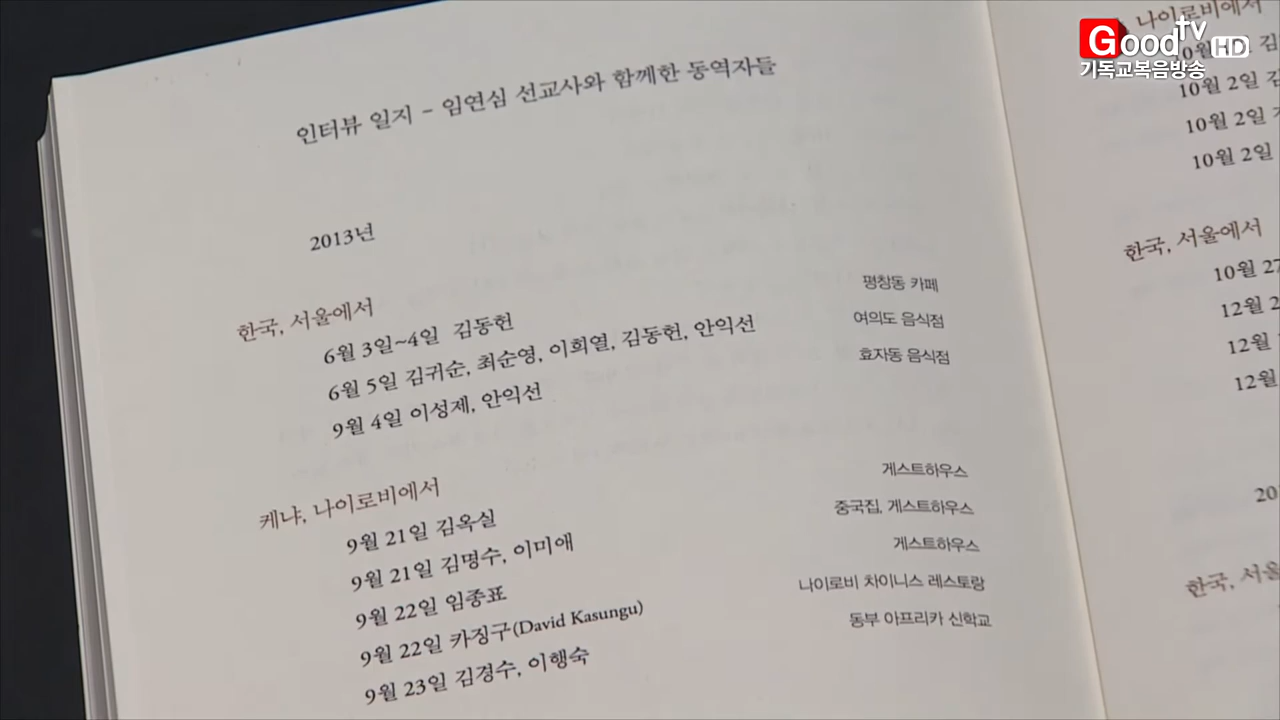 인터뷰 일지 - 임연심 선교사와 함께한 동역자들
2013년
한국, 서울에서
6월 3일~4일 김동헌 평창동 카페
6월 5일 김귀순, 최순영, 이희열, 김동헌, 안익선 여의도 음식점
9월 4일 이성제, 안익선 효자동 음식점
케냐, 나이로비에서
9월 21일 김옥실 게스트하우스
9월 21일 김명수, 이미애 중국집, 게스트하우스
9월 22일 임종표 게스트하우스
9월 22일 카징구(David Kasungu) 나이로비 차이니스 레스토랑
9월 23일 김경수, 이행숙 동부 아프리카 신학교
나이로비에서
10월 2일 김
10월 2일
10월 2일
한국, 서울에서
10월 27
12월 2
12월
12월
20
한국, 서울
Goodtv HD
기독교복음방송